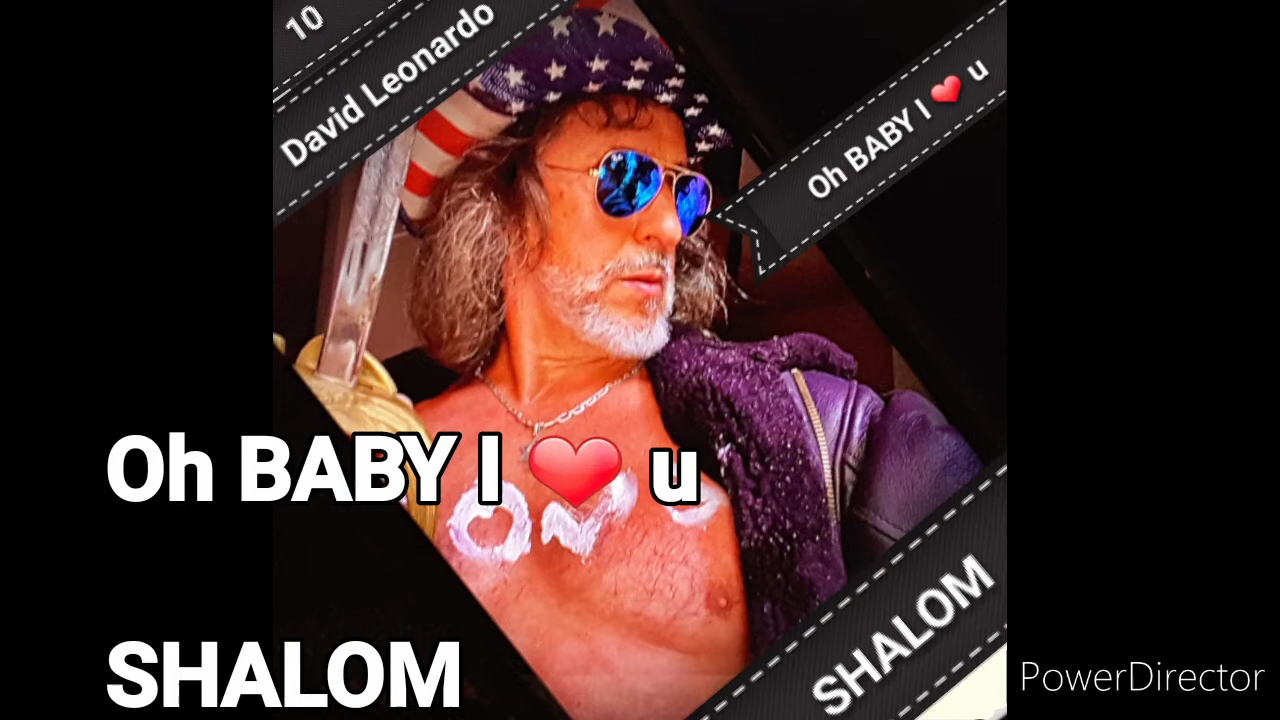 10
David Leonardo
Oh BABY I ❤ u
Oh BABY I ❤ u
SHALOM
SHALOM
PowerDirector